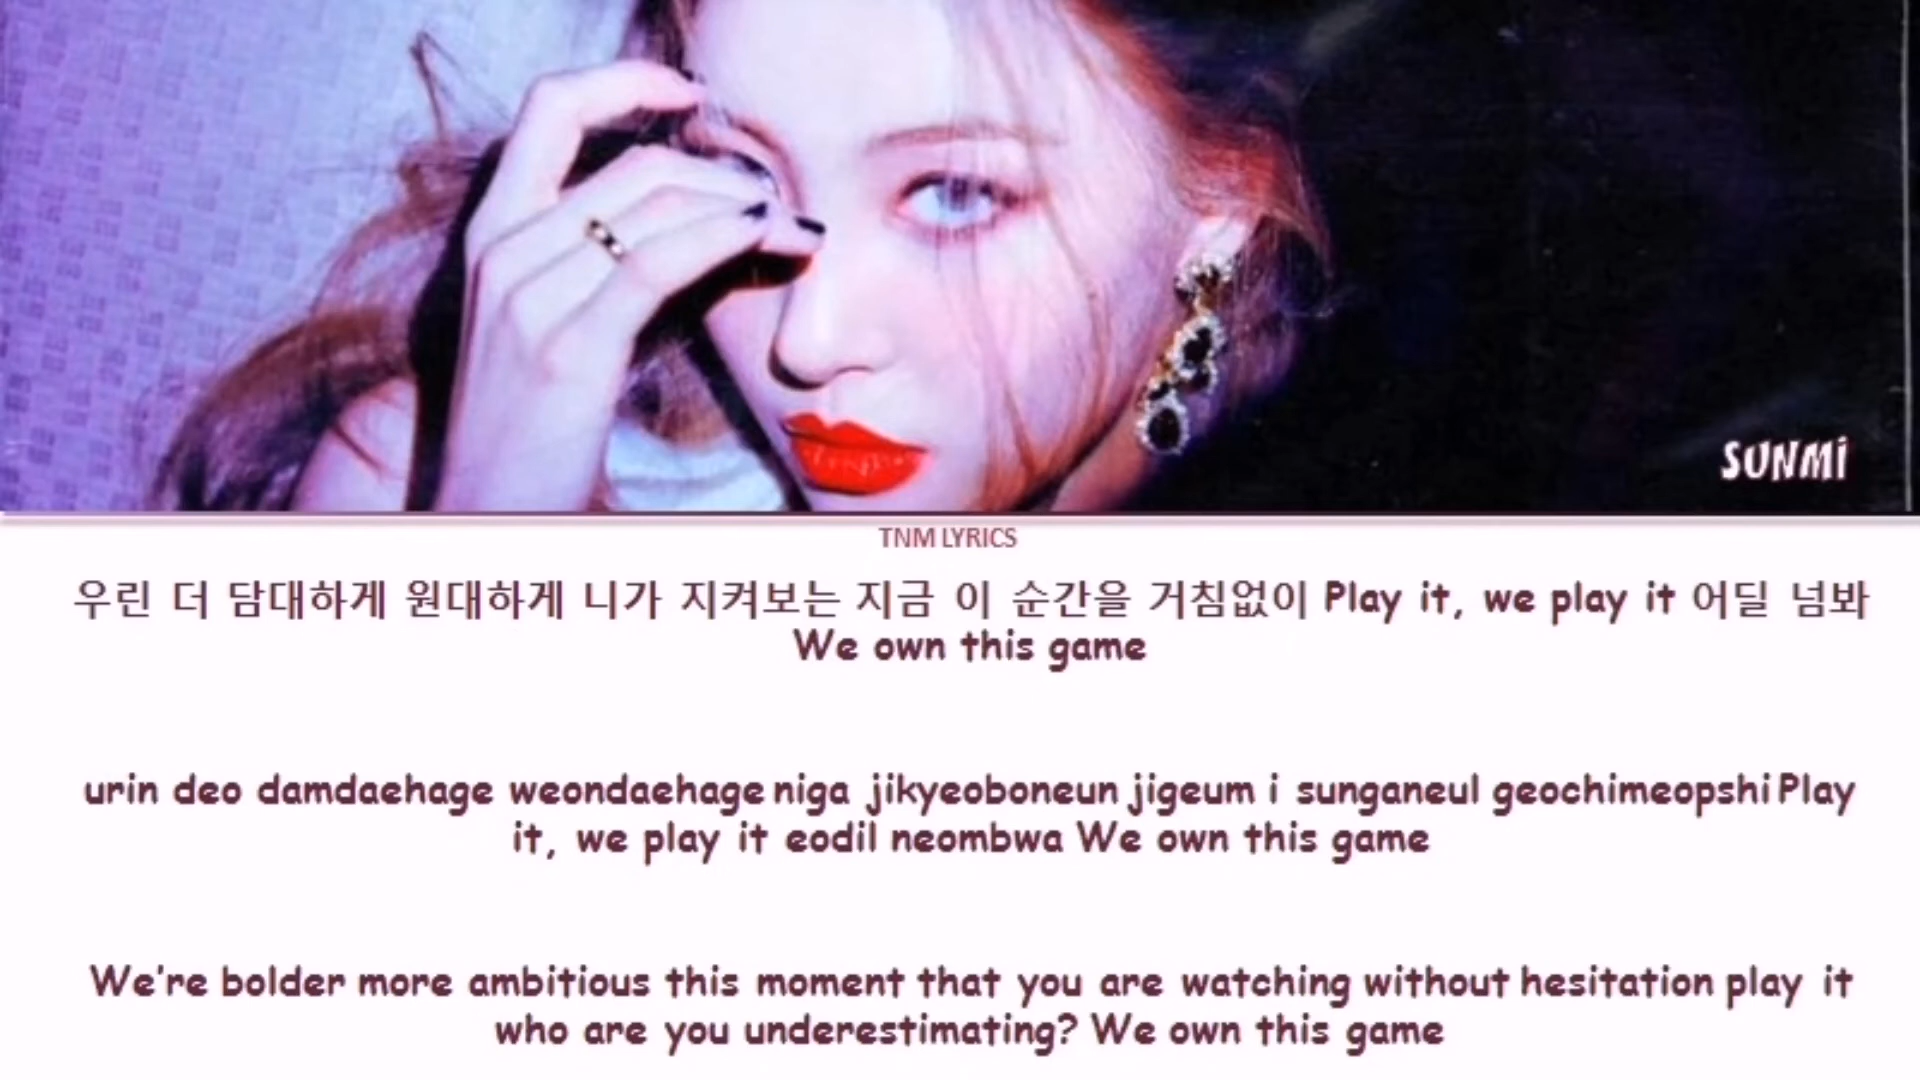 SUNMI
TNM LYRICS
우린 더 담대하게 원대하게 니가 지켜보는 지금 이 순간을 거침없이 Play it, we play it 어딜 넘봐
We own this game
urin deo damdaehage weondaehage niga jikyeoboneun jigeum i sunganeul geochimeopshi Play
it, we play it eodil neombwa We own this game
We're bolder more ambitious this moment that you are watching without hesitation play it
who are you underestimating? We own this game